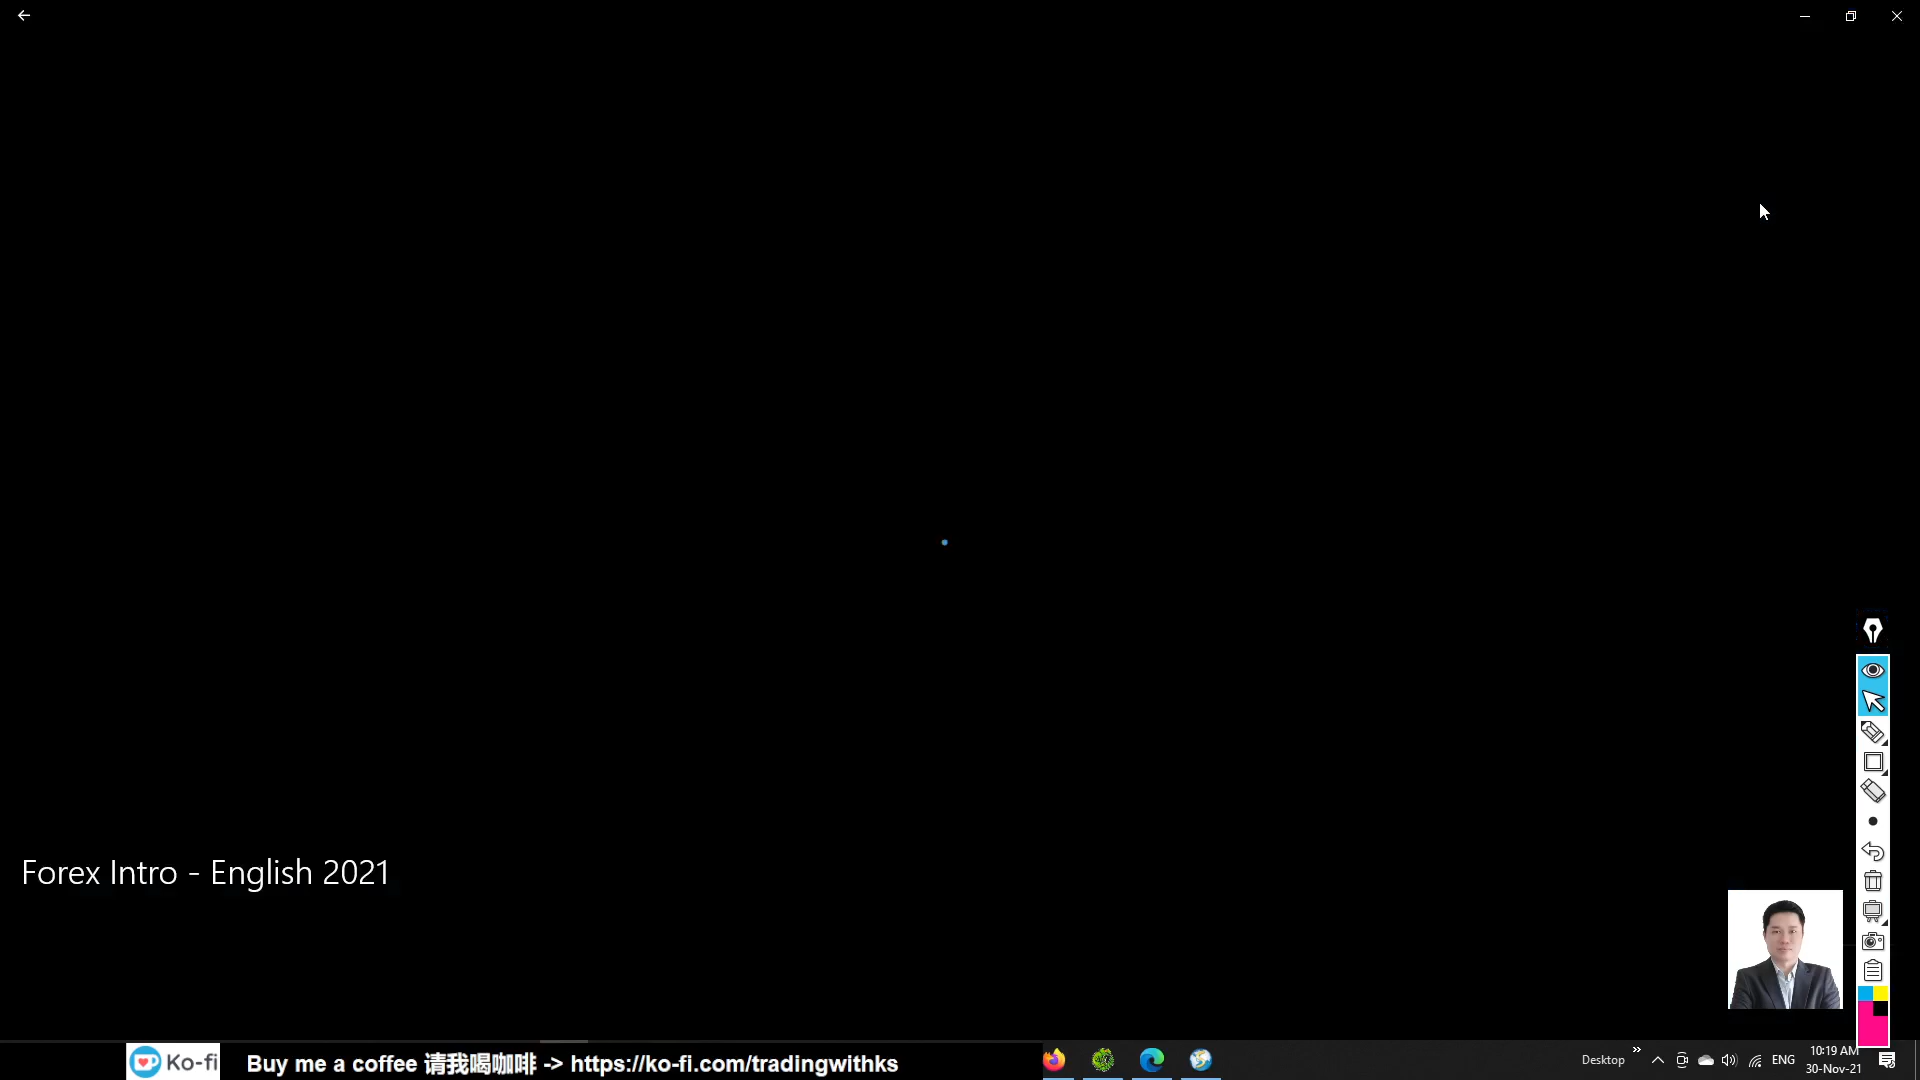 Forex Intro - English 2021
Ko-fi
Buy me a coffee 请我喝咖啡 -> https://ko-fi.com/tradingwithks
Desktop
ENG
10:19 AM
30-Nov-21